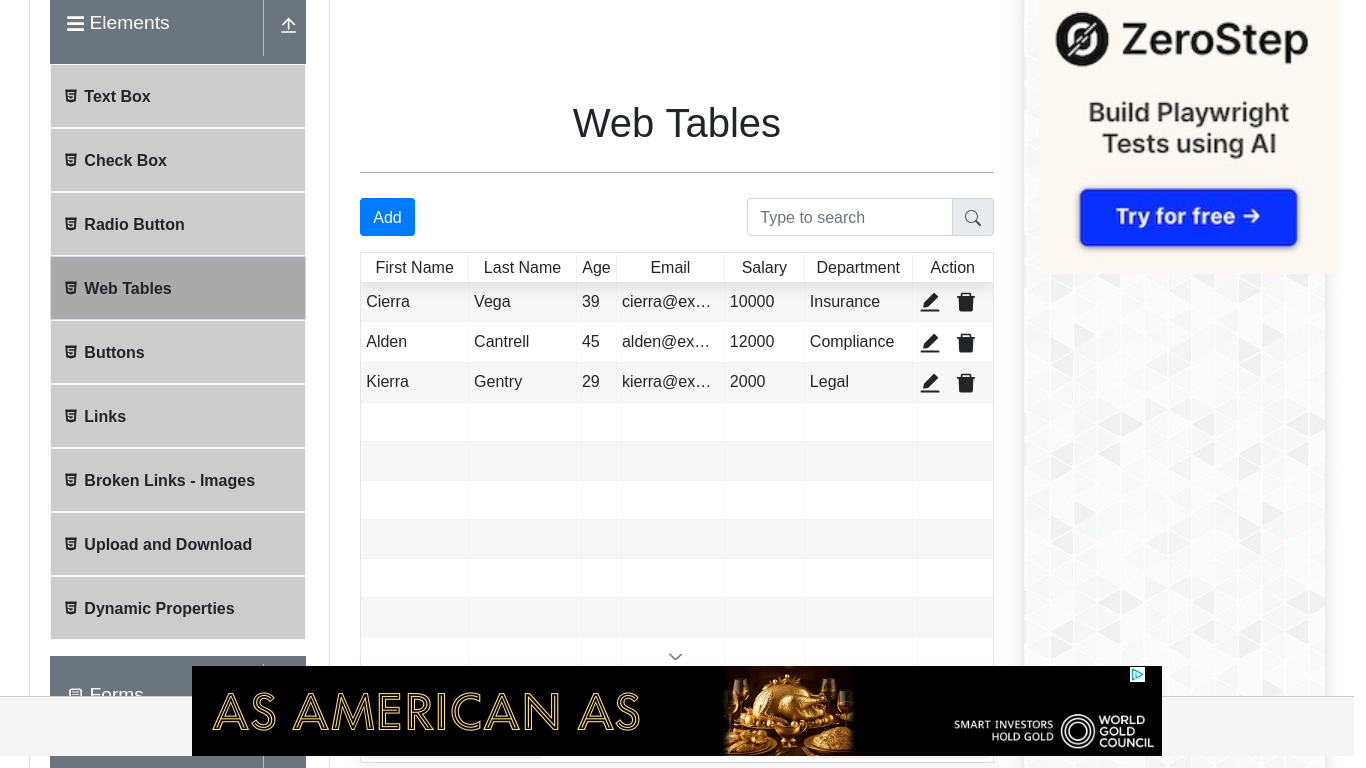 Elements
Text Box
Check Box
Radio Button
Web Tables
Buttons
Links
Broken Links - Images
Upload and Download
Dynamic Properties
Forms
Web Tables
Add
Type to search
First Name Last Name Age Email Salary Department Action
Cierra Vega 39 cierra@ex... 10000 Insurance
Alden Cantrell 45 alden@ex... 12000 Compliance
Kierra Gentry 29 kierra@ex... 2000 Legal
ZeroStep
Build Playwright
Tests using AI
Try for free →
AS AMERICAN AS
SMART INVESTORS
HOLD GOLD
WORLD
GOLD
COUNCIL